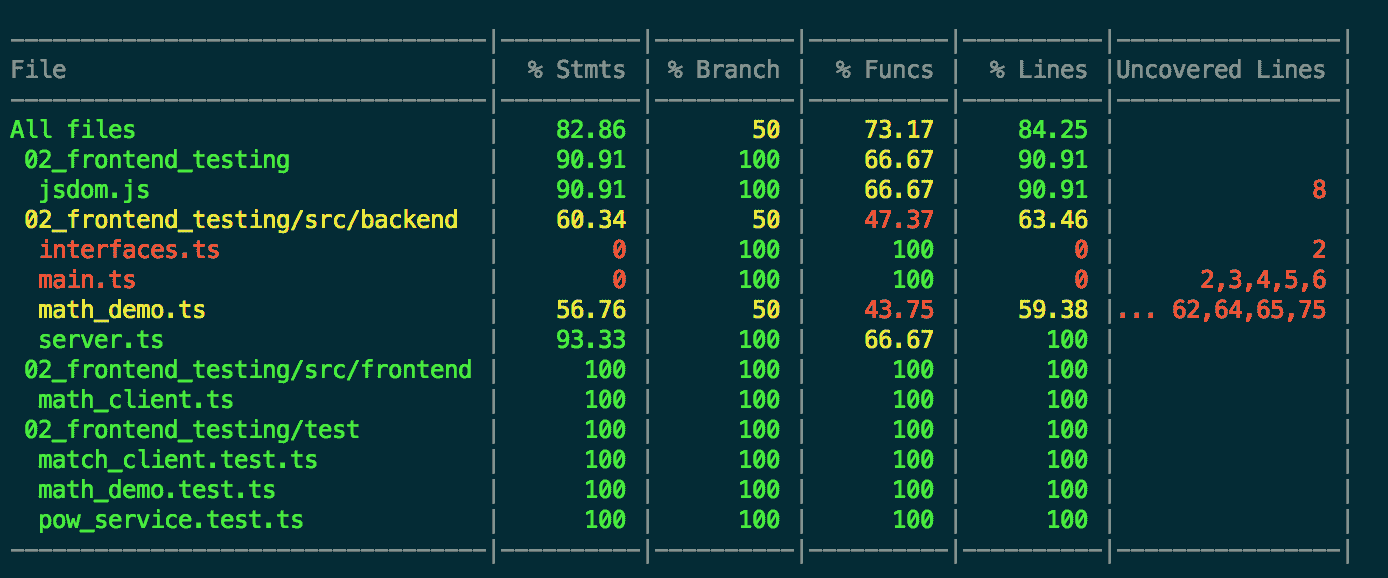 File | % Stmts | % Branch | % Funcs | % Lines |Uncovered Lines |
All files | 82.86 | 50 | 73.17 | 84.25 | |
02_frontend_testing | 90.91 | 100 | 66.67 | 90.91 | |
jsdom.js | 90.91 | 100 | 66.67 | 90.91 | 8 |
02_frontend_testing/src/backend | 60.34 | 50 | 47.37 | 63.46 | |
interfaces.ts | 0 | 100 | 100 | 0 | 2 |
main.ts | 0 | 100 | 100 | 0 | 2,3,4,5,6 |
math_demo.ts | 56.76 | 50 | 43.75 | 59.38 |... 62,64,65,75 |
server.ts | 93.33 | 100 | 66.67 | 100 | |
02_frontend_testing/src/frontend | 100 | 100 | 100 | 100 | |
math_client.ts | 100 | 100 | 100 | 100 | |
02_frontend_testing/test | 100 | 100 | 100 | 100 | |
match_client.test.ts | 100 | 100 | 100 | 100 | |
math_demo.test.ts | 100 | 100 | 100 | 100 | |
pow_service.test.ts | 100 | 100 | 100 | 100 | |